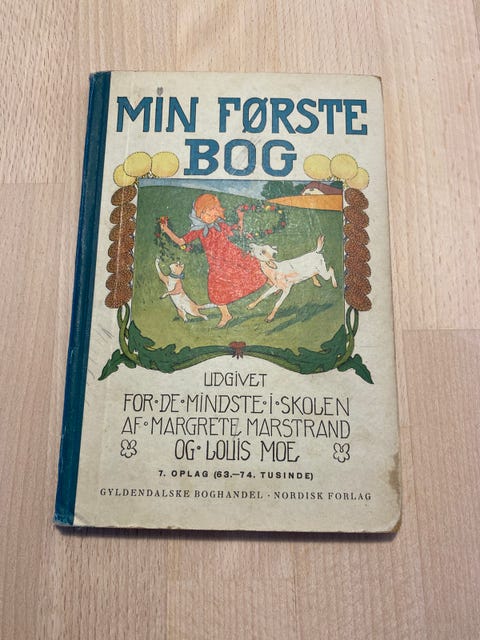 MIN FØRSTE
BOG
UDGIVET
FOR·DE·MINDSTE·I·SKOLEN
AF·MARGRETE MARSTRAND
OG·LOUIS MOE
7. OPLAG (63.—74. TUSINDE)
GYLDENDALSKE BOGHANDEL · NORDISK FORLAG